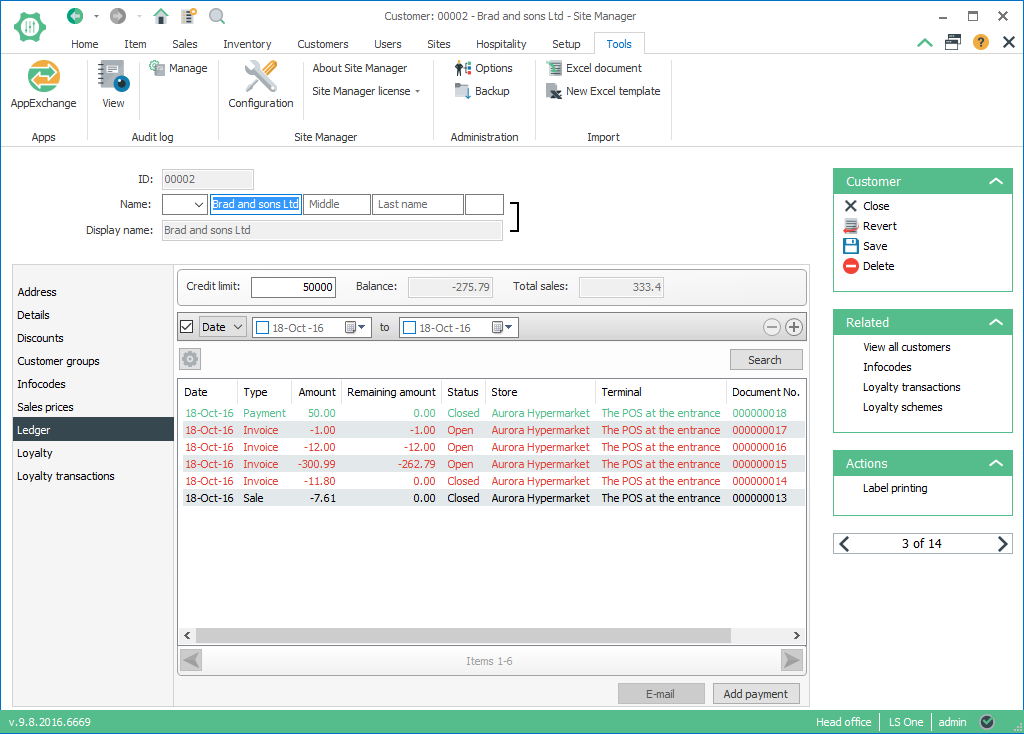 Customer: 00002 - Brad and sons Ltd - Site Manager
Home Item Sales Inventory Customers Users Sites Hospitality Setup Tools
AppExchange
Apps
View
Manage
Audit log
Configuration
About Site Manager
Site Manager license
Site Manager
Options
Backup
Administration
Excel document
New Excel template
Import
ID: 00002
Name: Brad and sons Ltd Middle Last name
Display name: Brad and sons Ltd
Address
Details
Discounts
Customer groups
Infocodes
Sales prices
Ledger
Loyalty
Loyalty transactions
Credit limit: 50000 Balance: -275.79 Total sales: 333.4
Date 18-Oct -16 to 18-Oct -16
Search
Date Type Amount Remaining amount Status Store Terminal Document No.
18-Oct-16 Payment 50.00 0.00 Closed Aurora Hypermarket The POS at the entrance 000000018
18-Oct-16 Invoice -1.00 -1.00 Open Aurora Hypermarket The POS at the entrance 000000017
18-Oct-16 Invoice -12.00 -12.00 Open Aurora Hypermarket The POS at the entrance 000000016
18-Oct-16 Invoice -300.99 -262.79 Open Aurora Hypermarket The POS at the entrance 000000015
18-Oct-16 Invoice -11.80 0.00 Closed Aurora Hypermarket The POS at the entrance 000000014
18-Oct-16 Sale -7.61 0.00 Closed Aurora Hypermarket The POS at the entrance 000000013
Items 1-6
E-mail Add payment
Customer
Close
Revert
Save
Delete
Related
View all customers
Infocodes
Loyalty transactions
Loyalty schemes
Actions
Label printing
3 of 14
v.9.8.2016.6669
Head office LS One admin